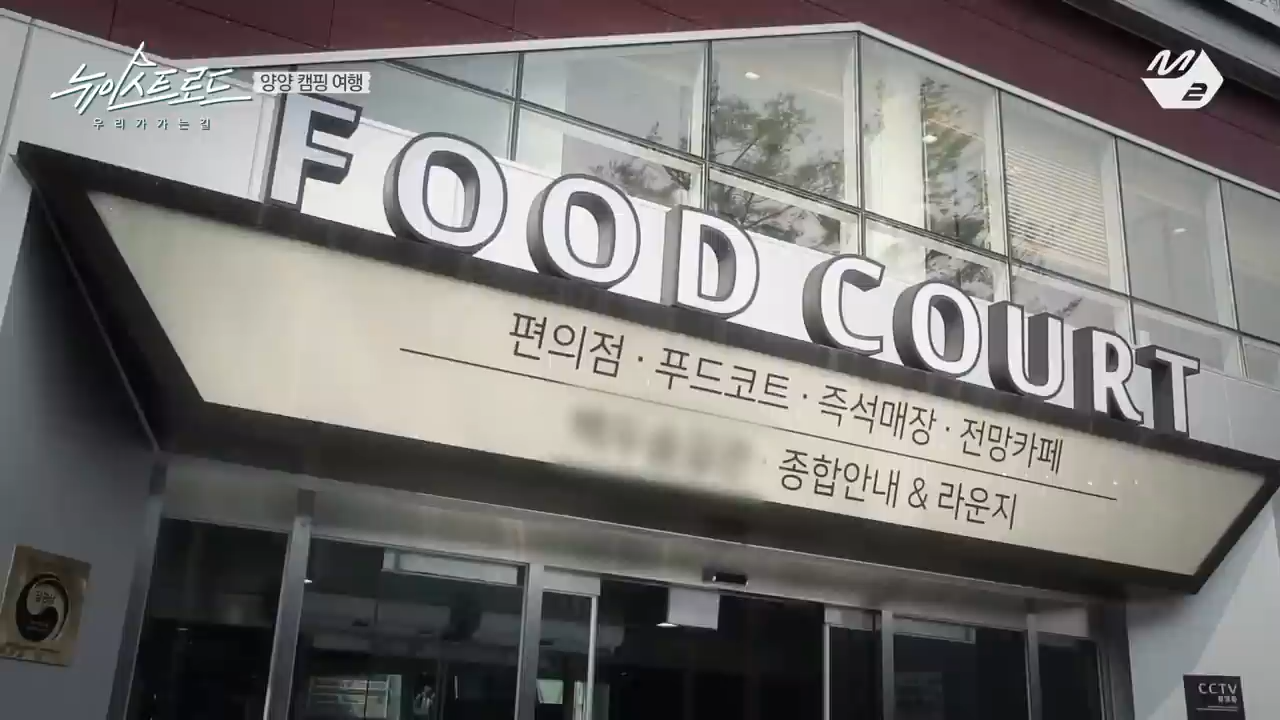 뉴이스트로드 양양 캠핑 여행
우리가 가는 길
M2
FOOD COURT
편의점 · 푸드코트 · 즉석매장 · 전망카페
종합안내 & 라운지
CCTV